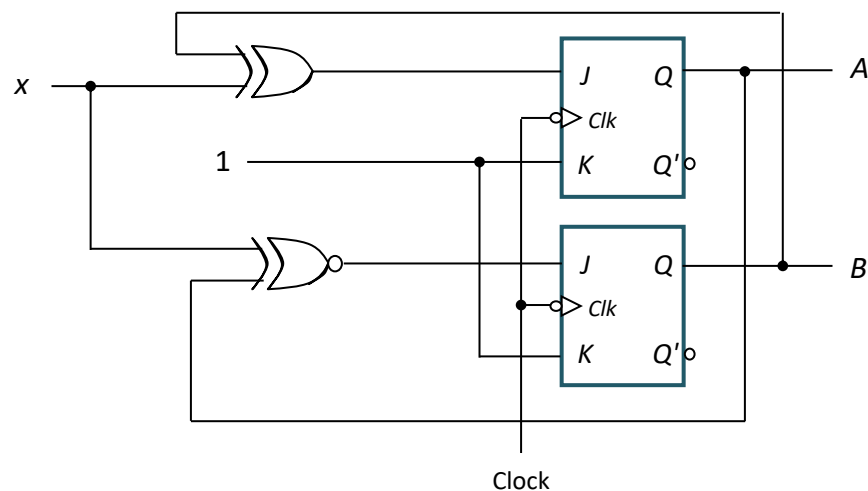 J Q A
x
Clk
1 K Q'
J Q B
Clk
K Q'
Clock